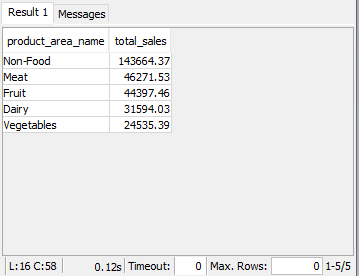 Result 1 Messages
product_area_name total_sales
Non-Food 143664.37
Meat 46271.53
Fruit 44397.46
Dairy 31594.03
Vegetables 24535.39
L:16 C:58 0.12s Timeout: 0 Max. Rows: 0 1-5/5